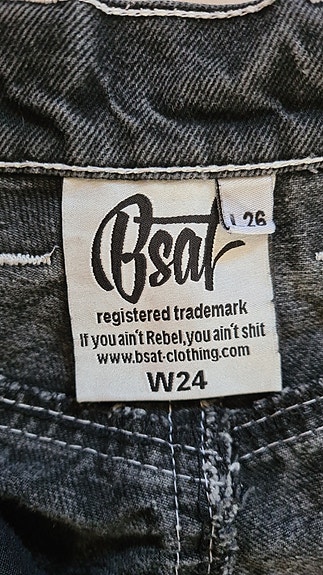 Bsat
L 26
registered trademark
If you ain't Rebel, you ain't shit
www.bsat-clothing.com
W24